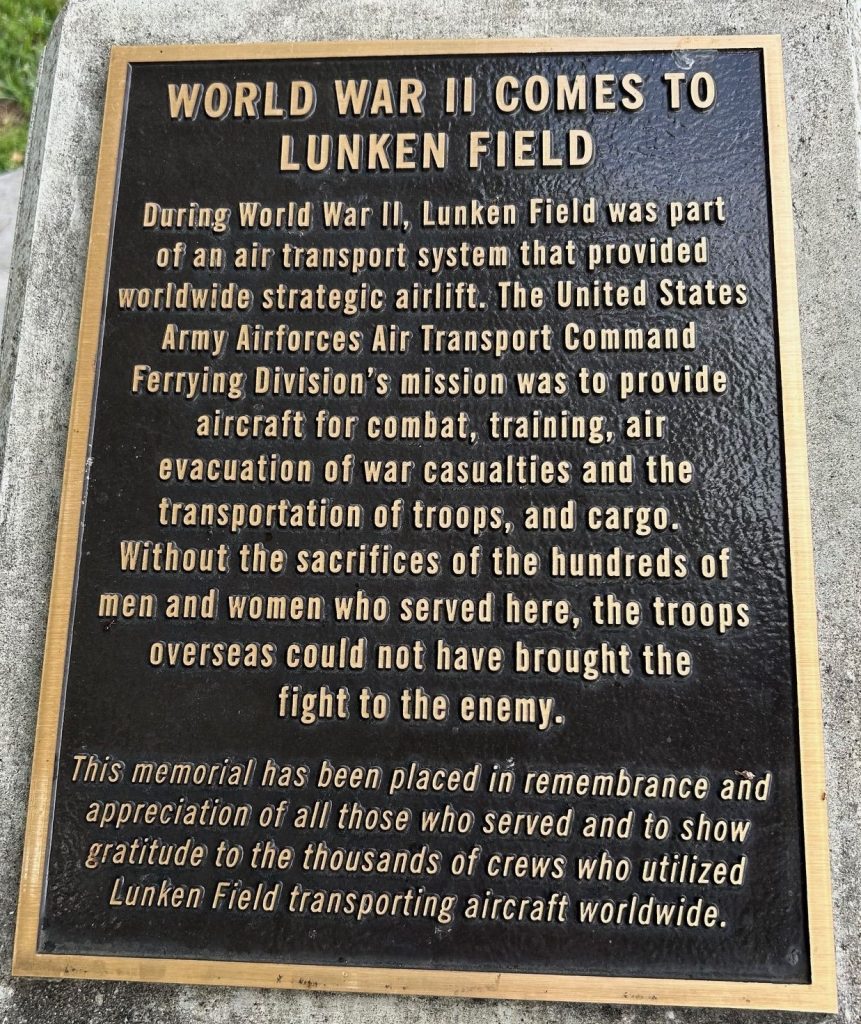 WORLD WAR II COMES TO
LUNKEN FIELD
During World War II, Lunken Field was part
of an air transport system that provided
worldwide strategic airlift. The United States
Army Airforces Air Transport Command
Ferrying Division's mission was to provide
aircraft for combat, training, air
evacuation of war casualties and the
transportation of troops, and cargo.
Without the sacrifices of the hundreds of
men and women who served here, the troops
overseas could not have brought the
fight to the enemy.
This memorial has been placed in remembrance and
appreciation of all those who served and to show
gratitude to the thousands of crews who utilized
Lunken Field transporting aircraft worldwide.